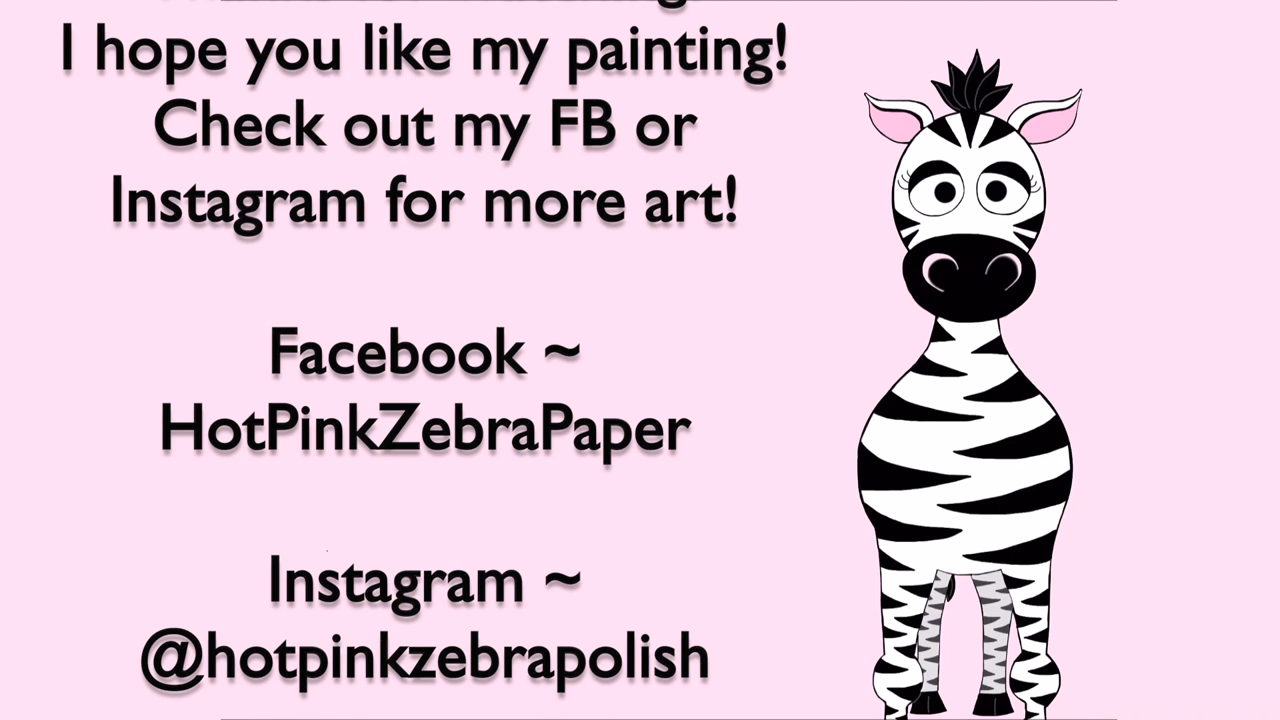 I hope you like my painting!
Check out my FB or
Instagram for more art!
Facebook ~
HotPinkZebraPaper
Instagram ~
@hotpinkzebrapolish